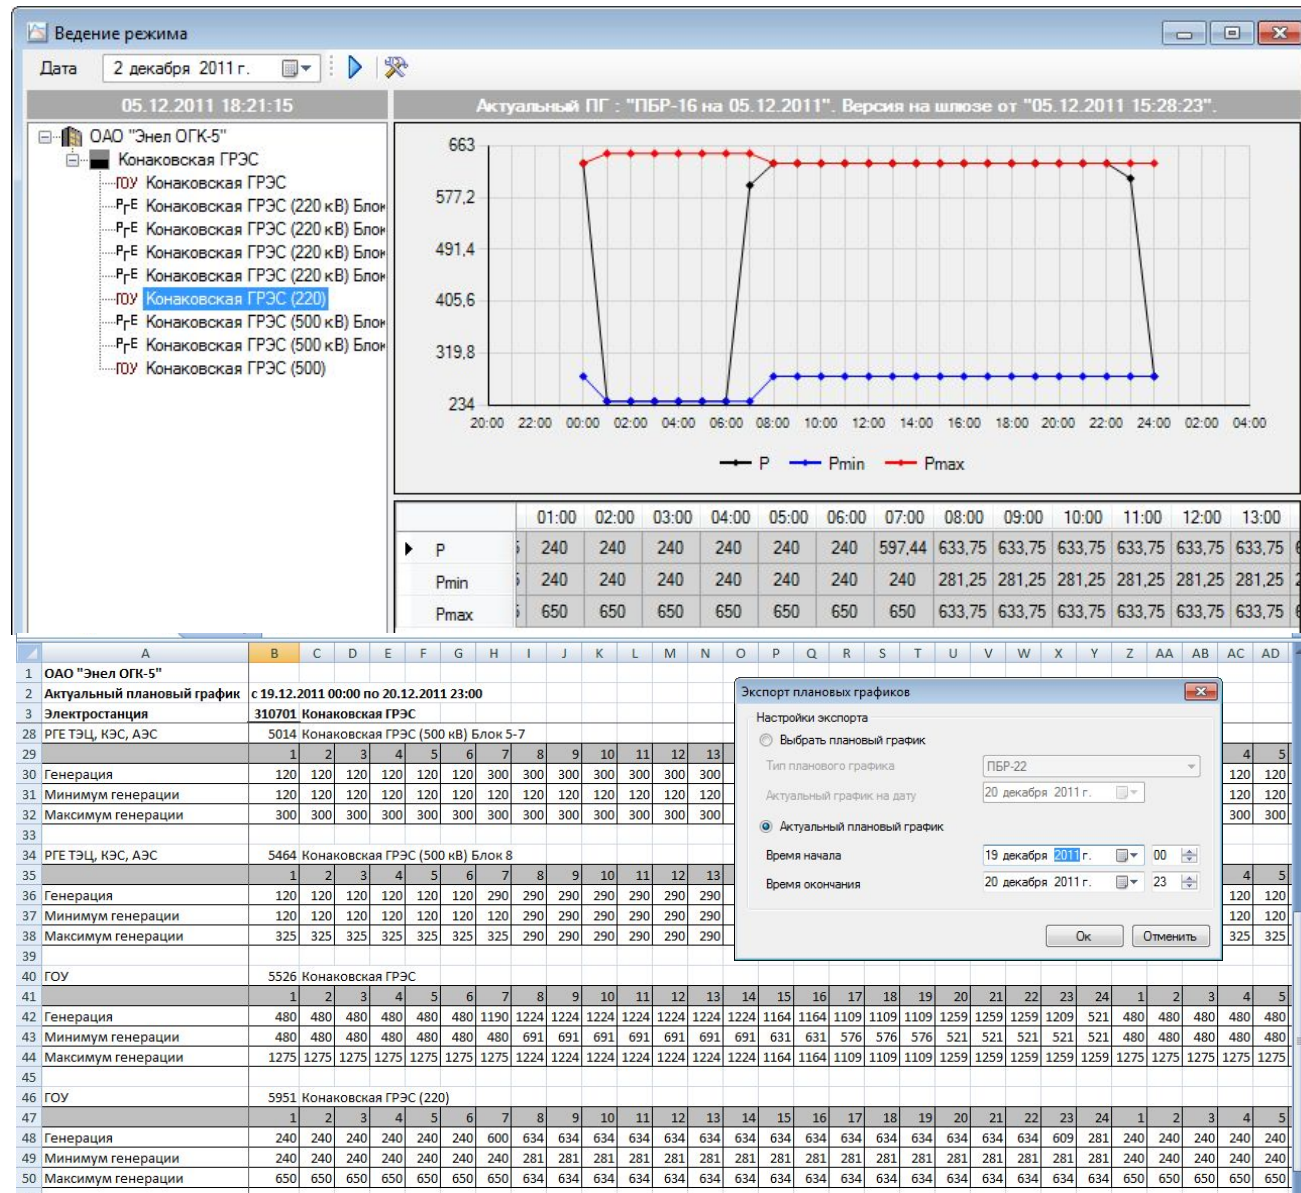 Ведение режима
Дата 2 декабря 2011 г.
05.12.2011 18:21:15
Актуальный ПГ : "ПБР-16 на 05.12.2011". Версия на шлюзе от "05.12.2011 15:28:23".
ОАО "Энел ОГК-5"
Конаковская ГРЭС
ГОУ Конаковская ГРЭС
РГЕ Конаковская ГРЭС (220 кВ) Блок
РГЕ Конаковская ГРЭС (220 кВ) Блок
РГЕ Конаковская ГРЭС (220 кВ) Блок
РГЕ Конаковская ГРЭС (220 кВ) Блок
ГОУ Конаковская ГРЭС (220)
РГЕ Конаковская ГРЭС (500 кВ) Блок
РГЕ Конаковская ГРЭС (500 кВ) Блок
ГОУ Конаковская ГРЭС (500)
663
577,2
491,4
405,6
319,8
234
20:00 22:00 00:00 02:00 04:00 06:00 08:00 10:00 12:00 14:00 16:00 18:00 20:00 22:00 24:00 02:00 04:00
P Pmin Pmax
01:00 02:00 03:00 04:00 05:00 06:00 07:00 08:00 09:00 10:00 11:00 12:00 13:00
P 240 240 240 240 240 240 597,44 633,75 633,75 633,75 633,75 633,75 633,75
Pmin 240 240 240 240 240 240 240 281,25 281,25 281,25 281,25 281,25 281,25
Pmax 650 650 650 650 650 650 650 633,75 633,75 633,75 633,75 633,75 633,75
A B C D E F G H I J K L M N O P Q R S T U V W X Y Z AA AB AC AD
1 ОАО "Энел ОГК-5"
2 Актуальный плановый график с 19.12.2011 00:00 по 20.12.2011 23:00
3 Электростанция 310701 Конаковская ГРЭС
28 РГЕ ТЭЦ, КЭС, АЭС 5014 Конаковская ГРЭС (500 кВ) Блок 5-7
29 1 2 3 4 5 6 7 8 9 10 11 12 13 4 5
30 Генерация 120 120 120 120 120 120 300 300 300 300 300 300 300 120 120
31 Минимум генерации 120 120 120 120 120 120 120 120 120 120 120 120 120 120 120
32 Максимум генерации 300 300 300 300 300 300 300 300 300 300 300 300 300 300 300
33
34 РГЕ ТЭЦ, КЭС, АЭС 5464 Конаковская ГРЭС (500 кВ) Блок 8
35 1 2 3 4 5 6 7 8 9 10 11 12 13 4 5
36 Генерация 120 120 120 120 120 120 290 290 290 290 290 290 290 120 120
37 Минимум генерации 120 120 120 120 120 120 120 290 290 290 290 290 290 120 120
38 Максимум генерации 325 325 325 325 325 325 325 290 290 290 290 290 290 325 325
39
40 ГОУ 5526 Конаковская ГРЭС
41 1 2 3 4 5 6 7 8 9 10 11 12 13 14 15 16 17 18 19 20 21 22 23 24 1 2 3 4 5
42 Генерация 480 480 480 480 480 480 1190 1224 1224 1224 1224 1224 1224 1224 1164 1164 1109 1109 1109 1259 1259 1259 1209 521 480 480 480 480 480
43 Минимум генерации 480 480 480 480 480 480 480 691 691 691 691 691 691 691 631 631 576 576 576 521 521 521 521 521 480 480 480 480 480
44 Максимум генерации 1275 1275 1275 1275 1275 1275 1275 1224 1224 1224 1224 1224 1224 1224 1164 1164 1109 1109 1109 1259 1259 1259 1259 1259 1275 1275 1275 1275 1275
45
46 ГОУ 5951 Конаковская ГРЭС (220)
47 1 2 3 4 5 6 7 8 9 10 11 12 13 14 15 16 17 18 19 20 21 22 23 24 1 2 3 4 5
48 Генерация 240 240 240 240 240 240 600 634 634 634 634 634 634 634 634 634 634 634 634 634 634 634 609 281 240 240 240 240 240
49 Минимум генерации 240 240 240 240 240 240 240 281 281 281 281 281 281 281 281 281 281 281 281 281 281 281 281 281 240 240 240 240 240
50 Максимум генерации 650 650 650 650 650 650 650 634 634 634 634 634 634 634 634 634 634 634 634 634 634 634 634 634 650 650 650 650 650
Экспорт плановых графиков
Настройки экспорта
Выбрать плановый график
Тип планового графика ПБР-22
Актуальный график на дату 20 декабря 2011 г.
Актуальный плановый график
Время начала 19 декабря 2011 г. 00
Время окончания 20 декабря 2011 г. 23
Ок Отменить